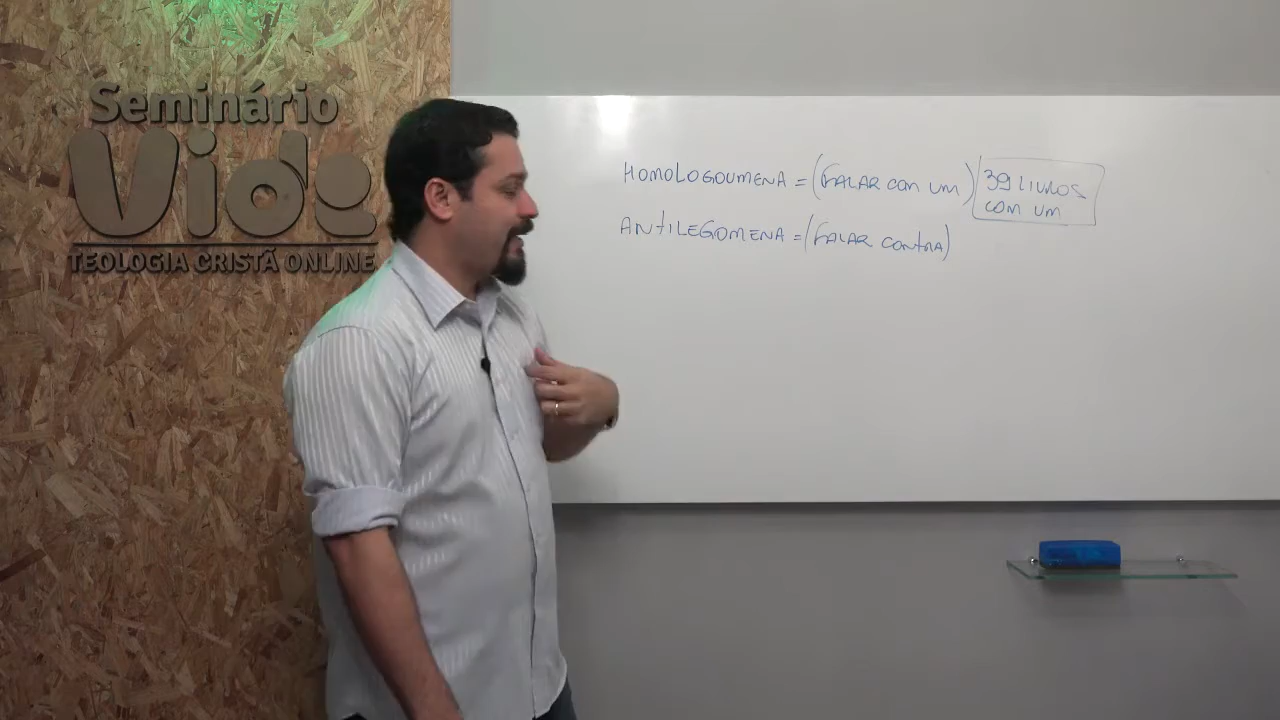 Seminário
Vida
TEOLOGIA CRISTÃ ONLINE
HOMOLOGOUMENA = (FALAR COM UM) 39 LIVROS
COM UM
ANTILEGOMENA = (FALAR CONTRA)